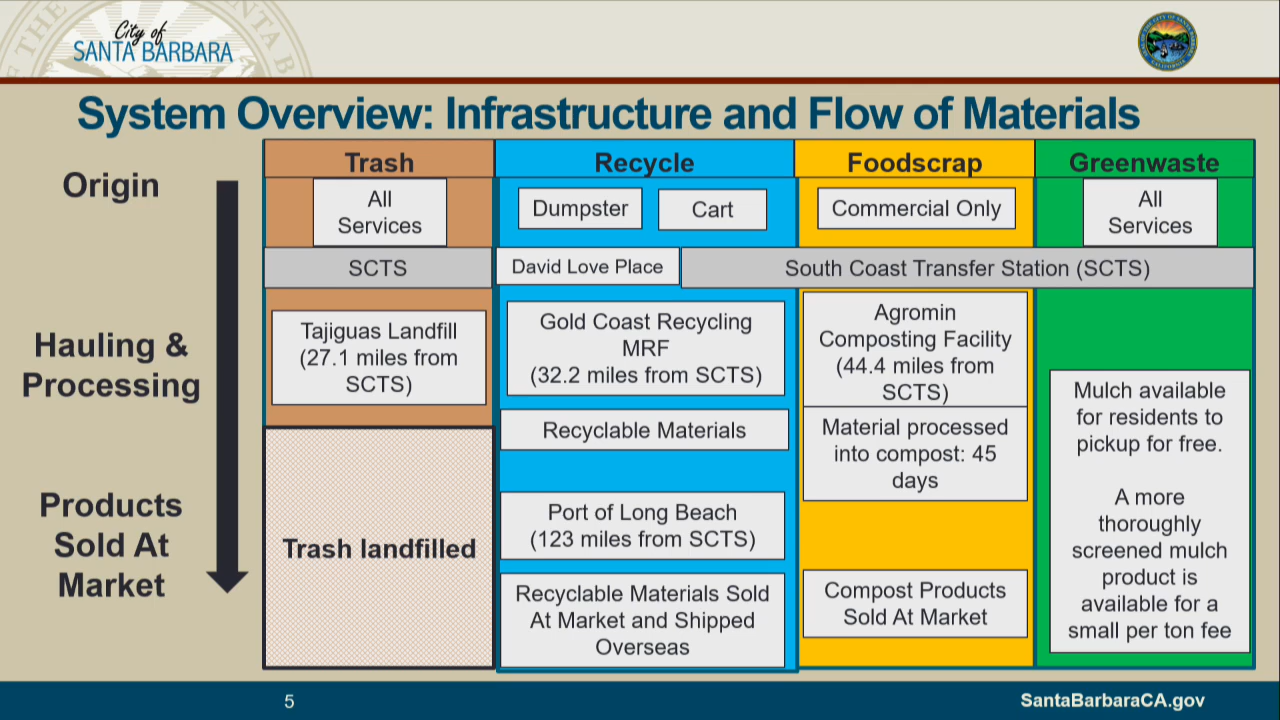 City of
SANTA BARBARA
System Overview: Infrastructure and Flow of Materials
Origin
Hauling &
Processing
Products
Sold At
Market
Trash
All
Services
SCTS
Tajiguas Landfill
(27.1 miles from
SCTS)
Trash landfilled
Recycle
Dumpster
Cart
David Love Place
South Coast Transfer Station (SCTS)
Gold Coast Recycling
MRF
(32.2 miles from SCTS)
Recyclable Materials
Port of Long Beach
(123 miles from SCTS)
Recyclable Materials Sold
At Market and Shipped
Overseas
Foodscrap
Commercial Only
Agromin
Composting Facility
(44.4 miles from
SCTS)
Material processed
into compost: 45
days
Compost Products
Sold At Market
Greenwaste
All
Services
Mulch available
for residents to
pickup for free.
A more
thoroughly
screened mulch
product is
available for a
small per ton fee
5
SantaBarbaraCA.gov